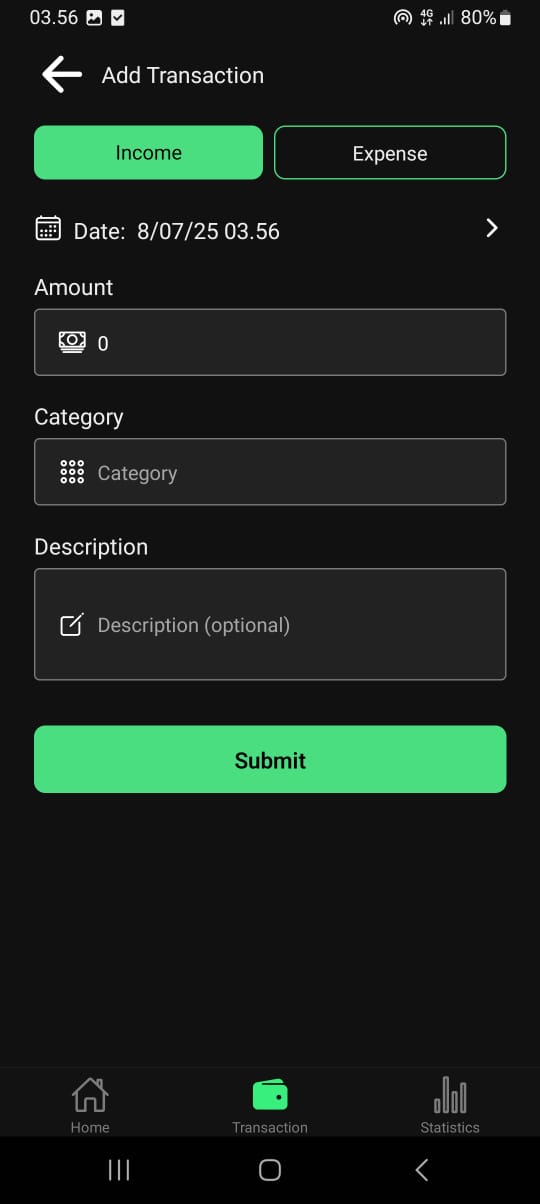 03.56 4G 80%
Add Transaction
Income Expense
Date: 8/07/25 03.56
Amount
0
Category
Category
Description
Description (optional)
Submit
Home Transaction Statistics